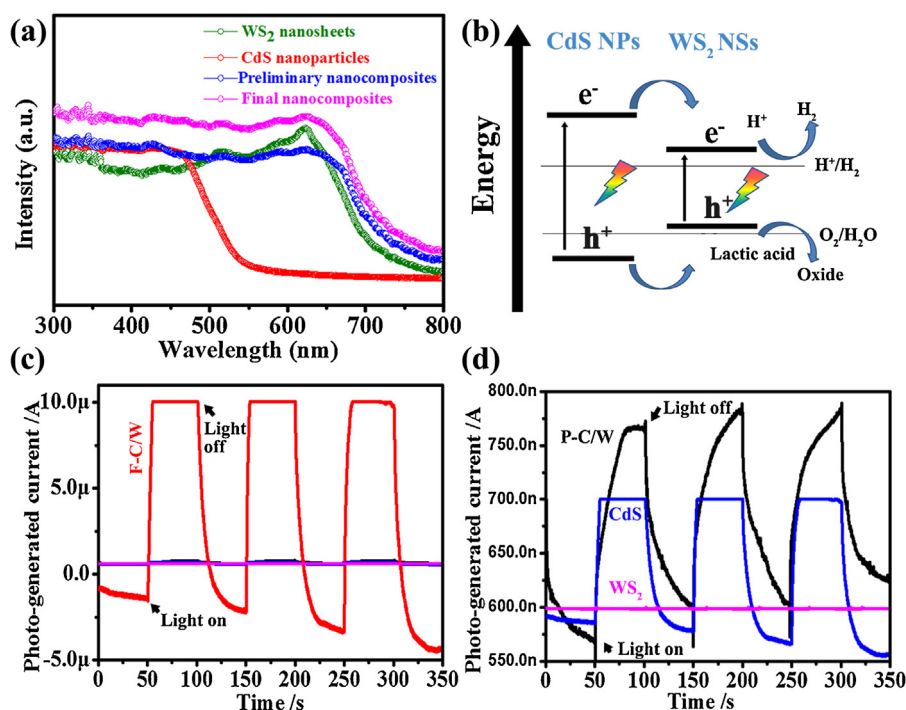 (a)
WS2 nanosheets
CdS nanoparticles
Preliminary nanocomposites
Final nanocomposites
Intensity (a.u.)
300 400 500 600 700 800
Wavelength (nm)
(b)
CdS NPs WS2 NSs
Energy
e-
e-
H+
H2
H+/H2
h+
h+
O2/H2O
Lactic acid
Oxide
(c)
Photo-generated current /A
10.0μ
5.0μ
0.0
-5.0μ
F-C/W
Light
off
Light on
0 50 100 150 200 250 300 350
Time /s
(d)
Photo-generated current /A
800.0n
750.0n
700.0n
650.0n
600.0n
550.0n
Light off
P-C/W
CdS
WS2
Light on
0 50 100 150 200 250 300 350
Time /s